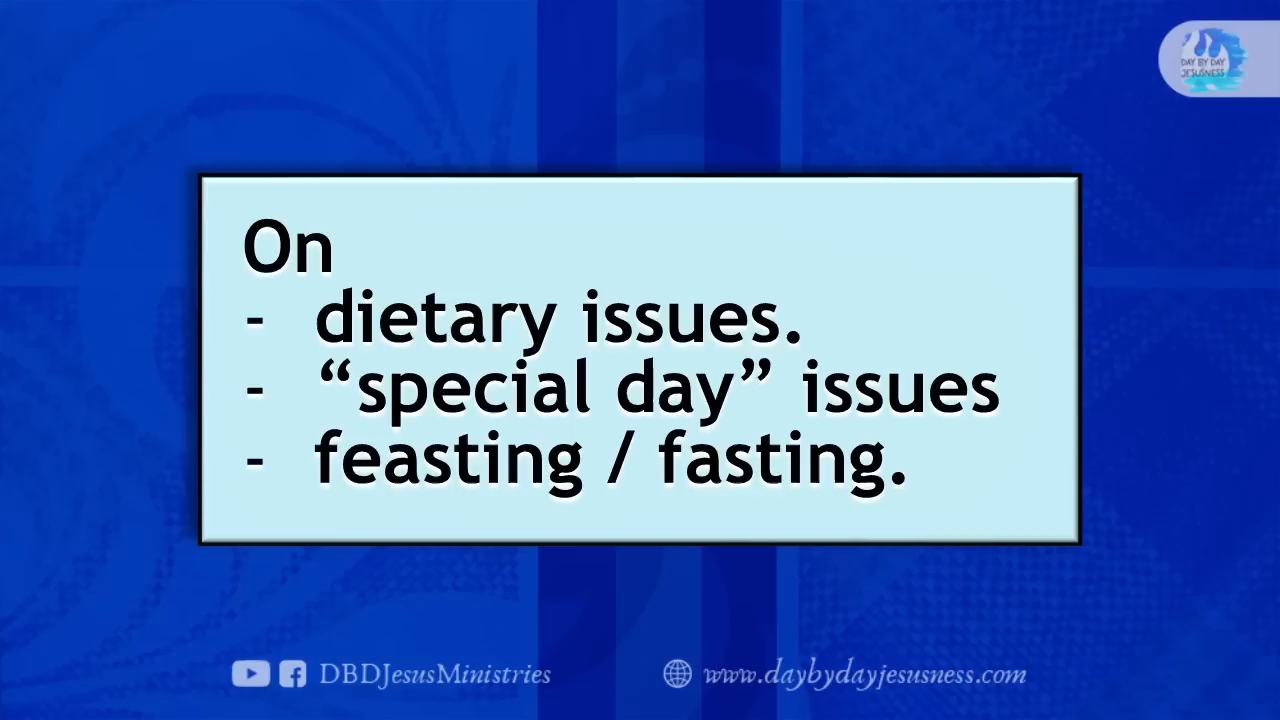 DAY BY DAY
JESUSNESS
On
- dietary issues.
- “special day” issues
- feasting / fasting.
DBDJesusMinistries
www.daybydayjesusness.com